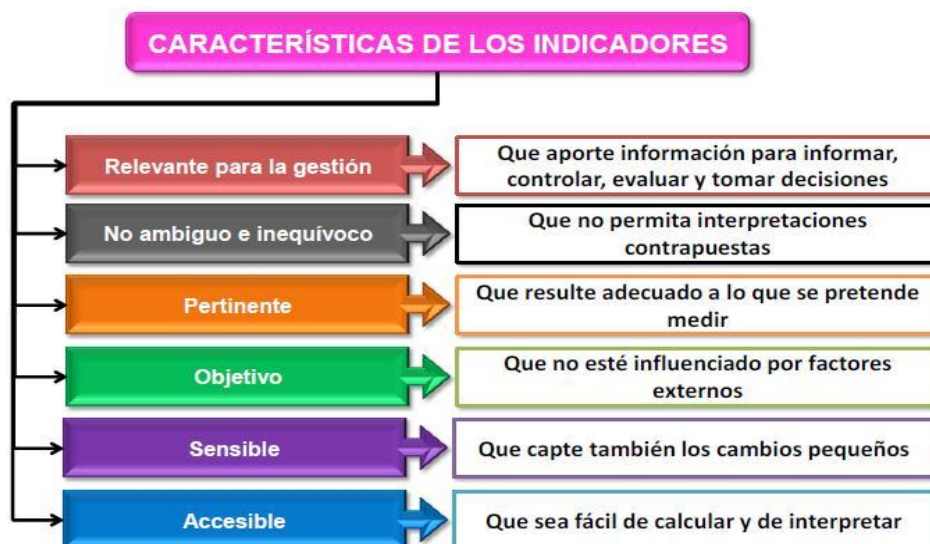 CARACTERÍSTICAS DE LOS INDICADORES
Relevante para la gestión
Que aporte información para informar,
controlar, evaluar y tomar decisiones
No ambiguo e inequívoco
Que no permita interpretaciones
contrapuestas
Pertinente
Que resulte adecuado a lo que se pretende
medir
Objetivo
Que no esté influenciado por factores
externos
Sensible
Que capte también los cambios pequeños
Accesible
Que sea fácil de calcular y de interpretar